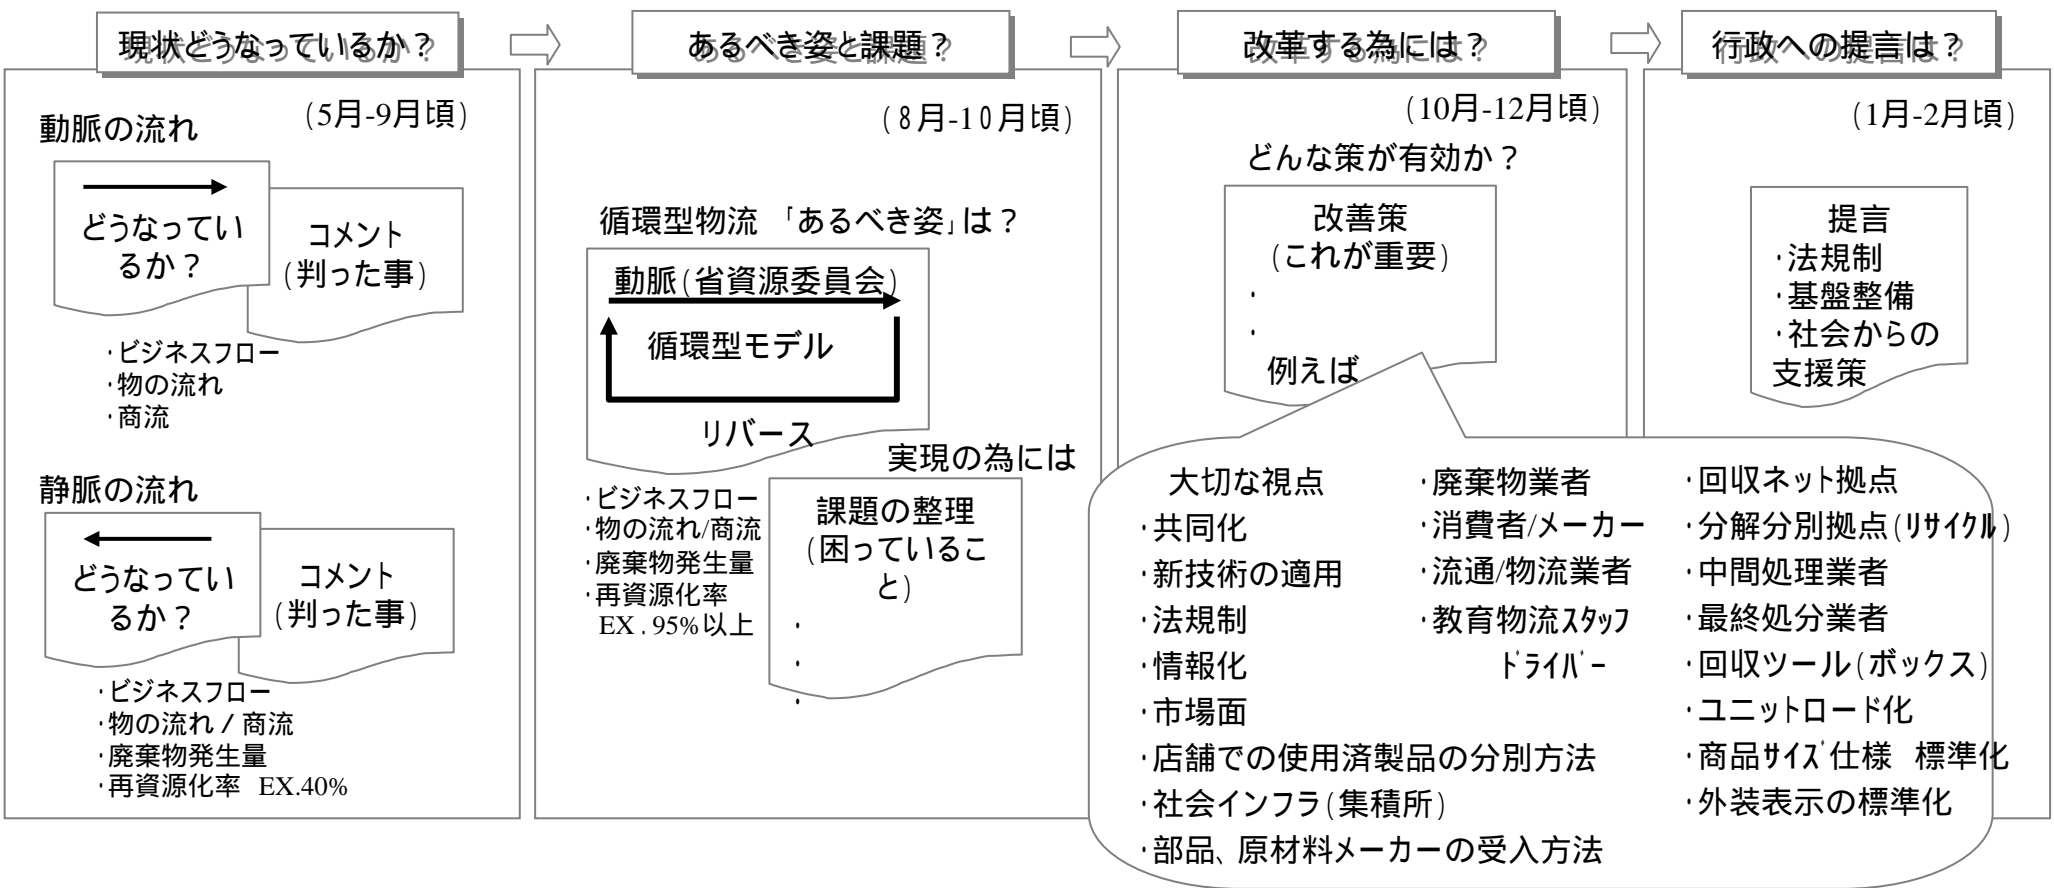 現状どうなっているか？
(5月-9月頃)
動脈の流れ
どうなってい
るか？
コメント
(判った事)
・ビジネスフロー
・物の流れ
・商流
静脈の流れ
どうなってい
るか？
コメント
(判った事)
・ビジネスフロー
・物の流れ／商流
・廃棄物発生量
・再資源化率 EX.40%
あるべき姿と課題？
(8月-10月頃)
循環型物流 「あるべき姿」は？
動脈(省資源委員会)
循環型モデル
リバース
・ビジネスフロー
・物の流れ/商流
・廃棄物発生量
・再資源化率
EX.95%以上
実現の為には
課題の整理
(困っているこ
と)
・
・
・
改革する為には？
(10月-12月頃)
どんな策が有効か？
改善策
(これが重要)
・
・
例えば
大切な視点
・共同化
・新技術の適用
・法規制
・情報化
・市場面
・店舗での使用済製品の分別方法
・社会インフラ(集積所)
・部品、原材料メーカーの受入方法
・廃棄物業者
・消費者/メーカー
・流通/物流業者
・教育物流ｽﾀｯﾌ
ﾄﾞﾗｲﾊﾞｰ
・回収ネット拠点
・分解分別拠点(ﾘｻｲｸﾙ)
・中間処理業者
・最終処分業者
・回収ツール(ボックス)
・ユニットロード化
・商品ｻｲｽﾞ仕様 標準化
・外装表示の標準化
行政への提言は？
(1月-2月頃)
提言
・法規制
・基盤整備
・社会からの
支援策